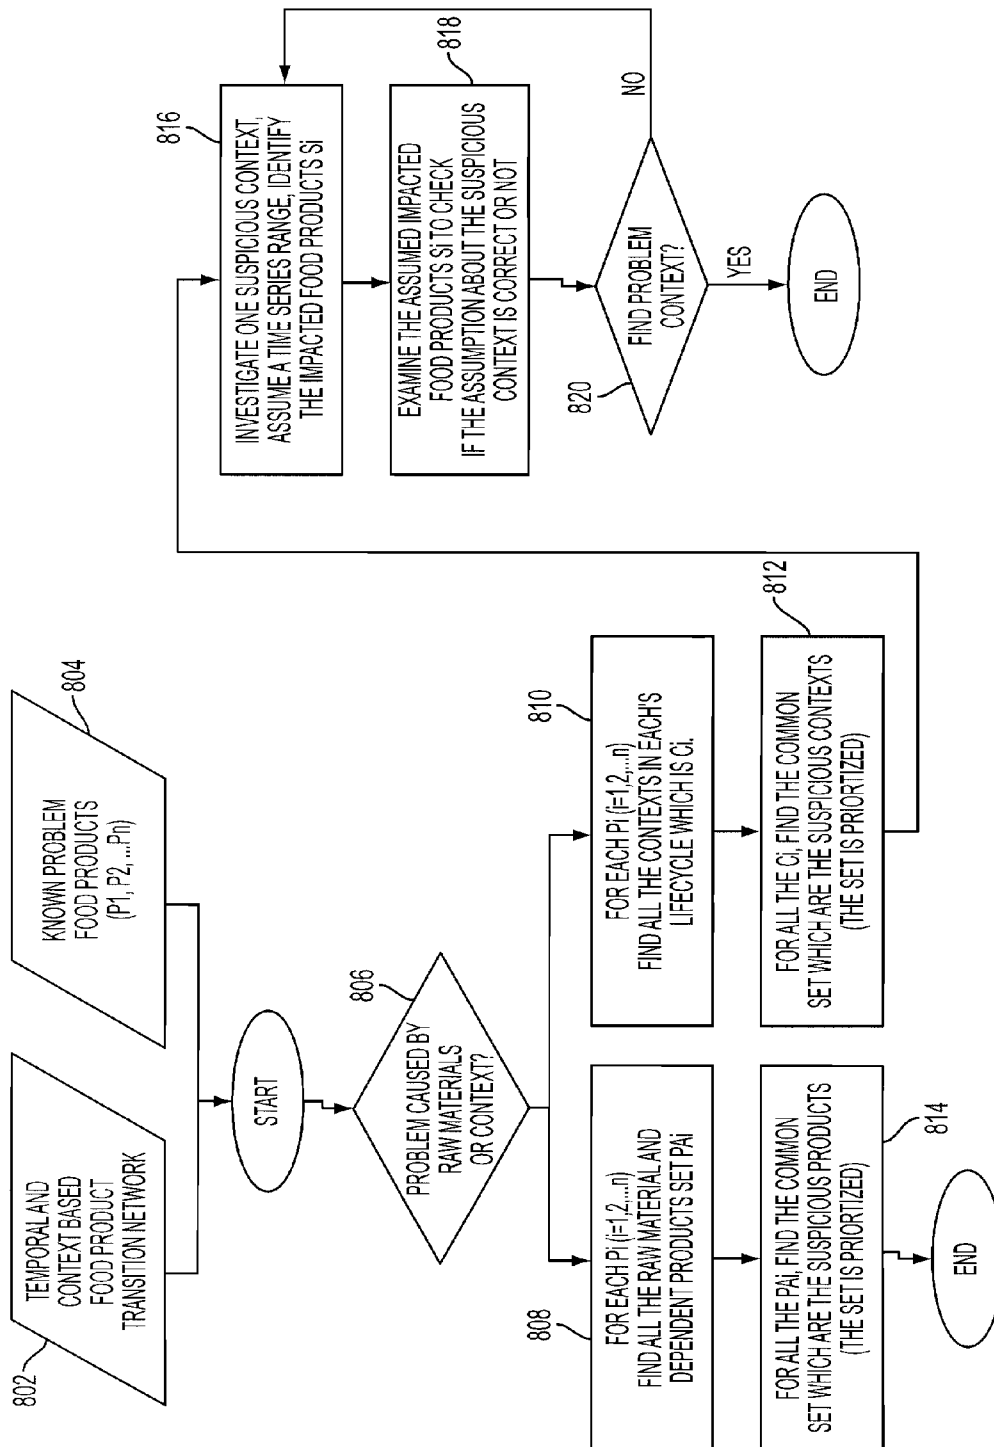 TEMPORAL AND
CONTEXT BASED
FOOD PRODUCT
TRANSITION NETWORK
802
KNOWN PROBLEM
FOOD PRODUCTS
(P1, P2, ...Pn)
804
START
PROBLEM CAUSED BY
RAW MATERIALS
OR CONTEXT?
806
FOR EACH Pi (i=1,2,...n)
FIND ALL THE RAW MATERIAL AND
DEPENDENT PRODUCTS SET PAi
808
FOR ALL THE PAi, FIND THE COMMON
SET WHICH ARE THE SUSPICIOUS PRODUCTS
(THE SET IS PRIORTIZED)
814
END
FOR EACH Pi (i=1,2,...n)
FIND ALL THE CONTEXTS IN EACH'S
LIFECYCLE WHICH IS Ci.
810
FOR ALL THE Ci, FIND THE COMMON
SET WHICH ARE THE SUSPICIOUS CONTEXTS
(THE SET IS PRIORTIZED)
812
INVESTIGATE ONE SUSPICIOUS CONTEXT,
ASSUME A TIME SERIES RANGE, IDENTIFY
THE IMPACTED FOOD PRODUCTS Si
816
EXAMINE THE ASSUMED IMPACTED
FOOD PRODUCTS Si TO CHECK
IF THE ASSUMPTION ABOUT THE SUSPICIOUS
CONTEXT IS CORRECT OR NOT
818
FIND PROBLEM
CONTEXT?
820
NO
YES
END